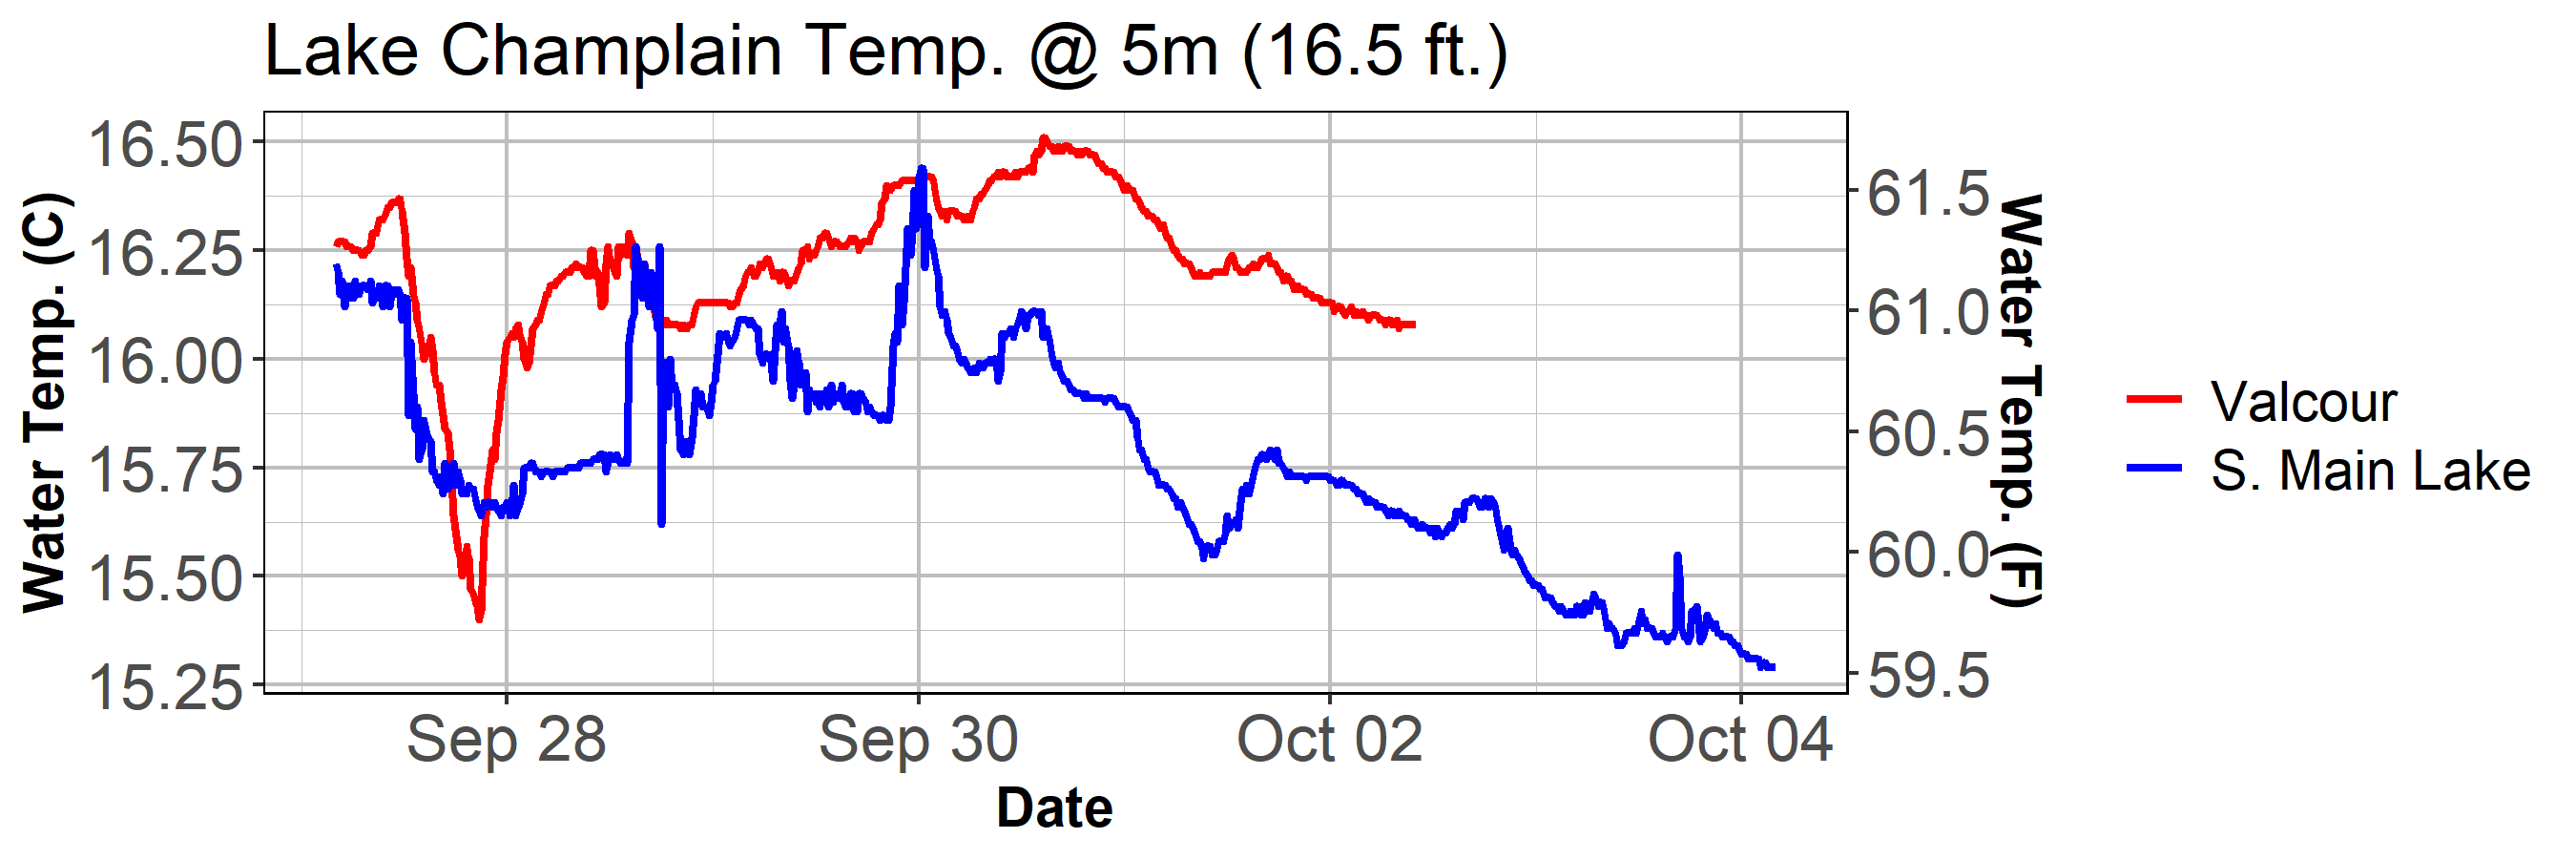 Lake Champlain Temp. @ 5m (16.5 ft.)
Water Temp. (C)
16.50
16.25
16.00
15.75
15.50
15.25
61.5
61.0
60.5
60.0
59.5
Water Temp. (F)
Sep 28
Sep 30
Oct 02
Oct 04
Date
Valcour
S. Main Lake